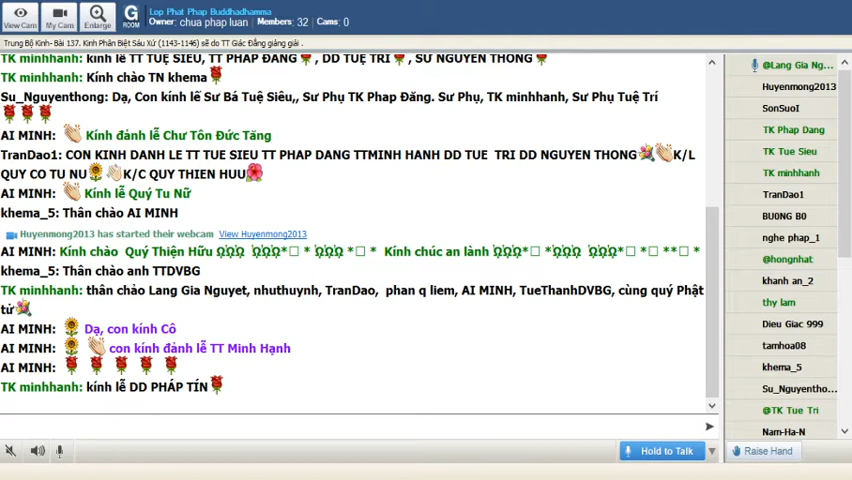 Lop Phat Phap Buddhadhamma
Owner: chua phap luan / Members: 32 / Cams: 0
View Cam
My Cam
Enlarge
G ROOM
Trung Bộ Kinh- Bài 137. Kinh Phân Biệt Sáu Xứ (1143-1146) sẽ do TT Giác Đẳng giảng giải .
TK minhhanh: kính lễ TT TUỆ SIÊU, TT PHÁP ĐĂNG , DD TUỆ TRI , SƯ NGUYÊN THÔNG
TK minhhanh: Kính chào TN khema
Su_Nguyenthong: Dạ, Con kính lể Sư Bá Tuệ Siêu,, Sư Phụ TK Phap Đăng. Sư Phụ, TK minhhanh, Sư Phụ Tuệ Trí
AI MINH: Kính đảnh lễ Chư Tôn Đức Tăng
TranDao1: CON KINH DANH LE TT TUE SIEU TT PHAP DANG TTMINH HANH DD TUE TRI DD NGUYEN THONG K/L
QUY CO TU NU K/C QUY THIEN HUU
AI MINH: Kính lễ Quý Tu Nữ
khema_5: Thân chào AI MINH
Huyenmong2013 has started their webcam View Huyenmong2013
AI MINH: Kính chào Quý Thiện Hữu Kính chúc an lành
khema_5: Thân chào anh TTDVBG
TK minhhanh: thân chào Lang Gia Nguyet, nhuthuynh, TranDao, phan q liem, AI MINH, TueThanhDVBG, cùng quý Phật
tử
AI MINH: Dạ, con kính Cô
AI MINH: con kính đảnh lễ TT Minh Hạnh
AI MINH:
TK minhhanh: kính lễ DD PHÁP TÍN
Hold to Talk
@Lang Gia Ng...
Huyenmong2013
SonSuoI
TK Phap Dang
TK Tue Sieu
TK minhhanh
TranDao1
BU0NG B0
nghe phap_1
@hongnhat
khanh an_2
thy lam
Dieu Giac 999
tamhoa08
khema_5
Su_Nguyentho...
@TK Tue Tri
Nam-Ha-N
Raise Hand